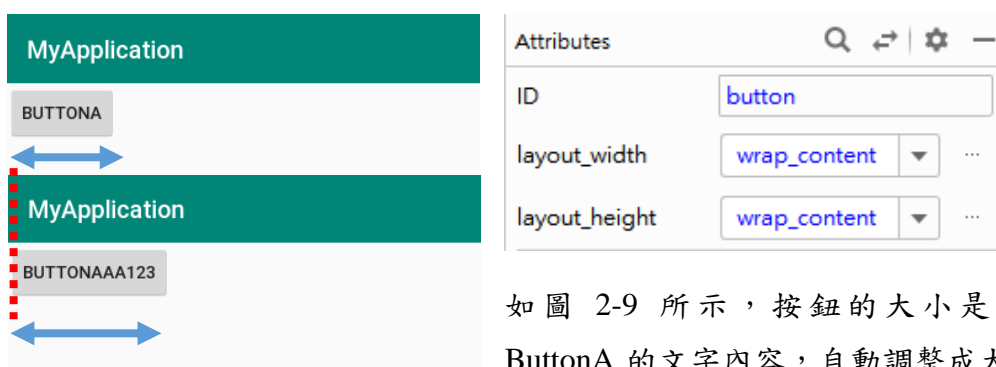 MyApplication
BUTTONA
MyApplication
BUTTONAAA123
Attributes
ID button
layout_width wrap_content ...
layout_height wrap_content ...
如圖 2-9 所示，按鈕的大小是
ButtonA 的文字內容，自動調整成大